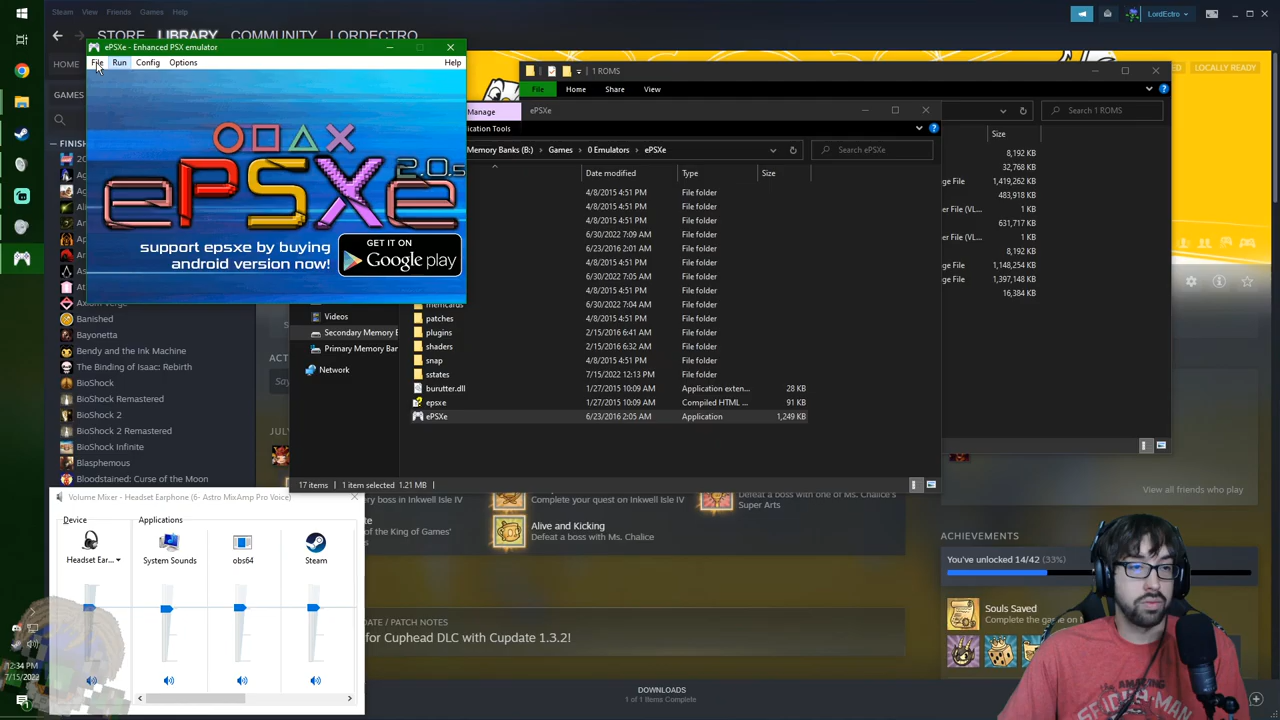 Steam View Friends Games Help
LordEctro
STORE LIBRARY COMMUNITY LORDECTRO
ePSXe - Enhanced PSX emulator
File Run Config Options Help
HOME
GAMES
FINISH
ePSXe
2.0.5
support epsxe by buying
android version now!
GET IT ON
Google play
1 ROMS
File Home Share View
LOCALLY READY
Manage ePSXe
Search 1 ROMS
Memory Banks (B:) Games 0 Emulators ePSXe
Search ePSXe
Date modified Type Size
Size
4/8/2015 4:51 PM File folder
4/8/2015 4:51 PM File folder
4/8/2015 4:51 PM File folder
6/30/2022 7:09 AM File folder
6/23/2016 2:01 AM File folder
4/8/2015 4:51 PM File folder
6/30/2022 7:05 AM File folder
4/8/2015 4:51 PM File folder
memcards 6/30/2022 7:04 AM File folder
patches 4/8/2015 4:51 PM File folder
plugins 2/15/2016 6:41 AM File folder
shaders 2/15/2016 6:32 AM File folder
snap 4/8/2015 4:51 PM File folder
sstates 7/15/2022 12:13 PM File folder
burutter.dll 1/27/2015 10:09 AM Application exten... 28 KB
epsxe 1/27/2015 10:09 AM Compiled HTML ... 91 KB
ePSXe 6/23/2016 2:05 AM Application 1,249 KB
17 items 1 item selected 1.21 MB
8,192 KB
32,768 KB
1,419,262 KB
483,918 KB
1 KB
631,717 KB
1 KB
8,192 KB
1,148,254 KB
1,397,148 KB
16,384 KB
Videos
Secondary Memory B
Primary Memory Ban
Network
Axiom Verge
Banished
Bayonetta
Bendy and the Ink Machine
The Binding of Isaac: Rebirth
BioShock
BioShock Remastered
BioShock 2
BioShock 2 Remastered
BioShock Infinite
Blasphemous
Bloodstained: Curse of the Moon
Volume Mixer - Headset Earphone (6- Astro MixAmp Pro Voice)
Device Applications
Headset Ear...
System Sounds
obs64
Steam
Complete your quest on Inkwell Isle IV
of the King of Games'
Defeat a boss with one of Ms. Chalice's
Super Arts
Alive and Kicking
Defeat a boss with Ms. Chalice
View all friends who play
ACHIEVEMENTS
You've unlocked 14/42 (33%)
Souls Saved
Complete the game on
/ PATCH NOTES
for Cuphead DLC with Cupdate 1.3.2!
DOWNLOADS
1 of 1 Items Complete
12:34 PM
AMAZING